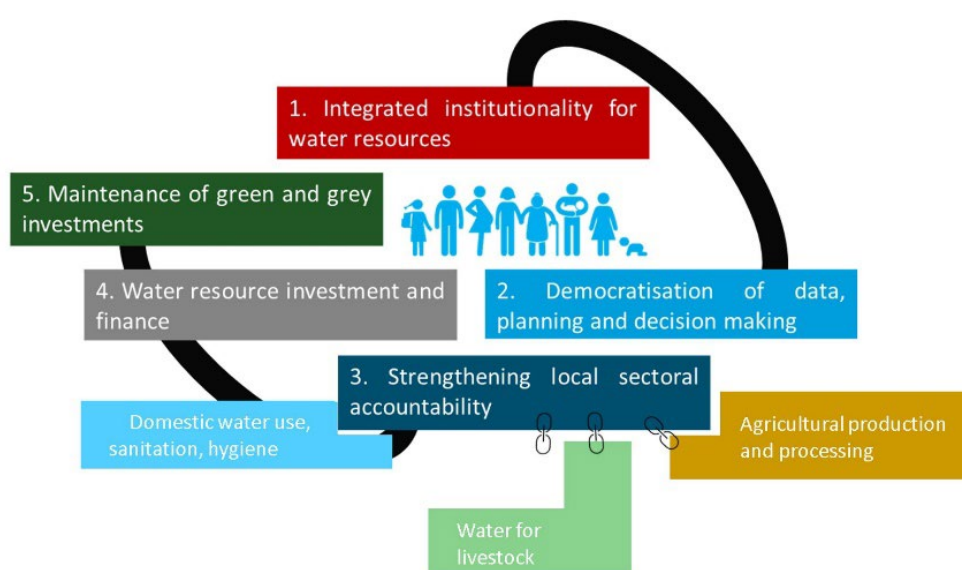 1. Integrated institutionality for
water resources
5. Maintenance of green and grey
investments
4. Water resource investment and
finance
2. Democratisation of data,
planning and decision making
3. Strengthening local sectoral
accountability
Domestic water use,
sanitation, hygiene
Agricultural production
and processing
Water for
livestock